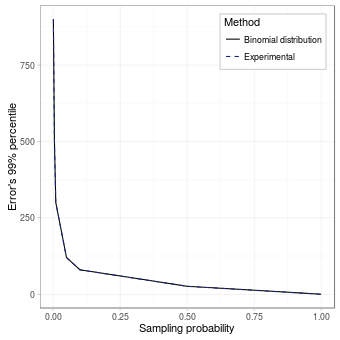 Method
Binomial distribution
Experimental
Error's 99% percentile
750
500
250
0
0.00 0.25 0.50 0.75 1.00
Sampling probability